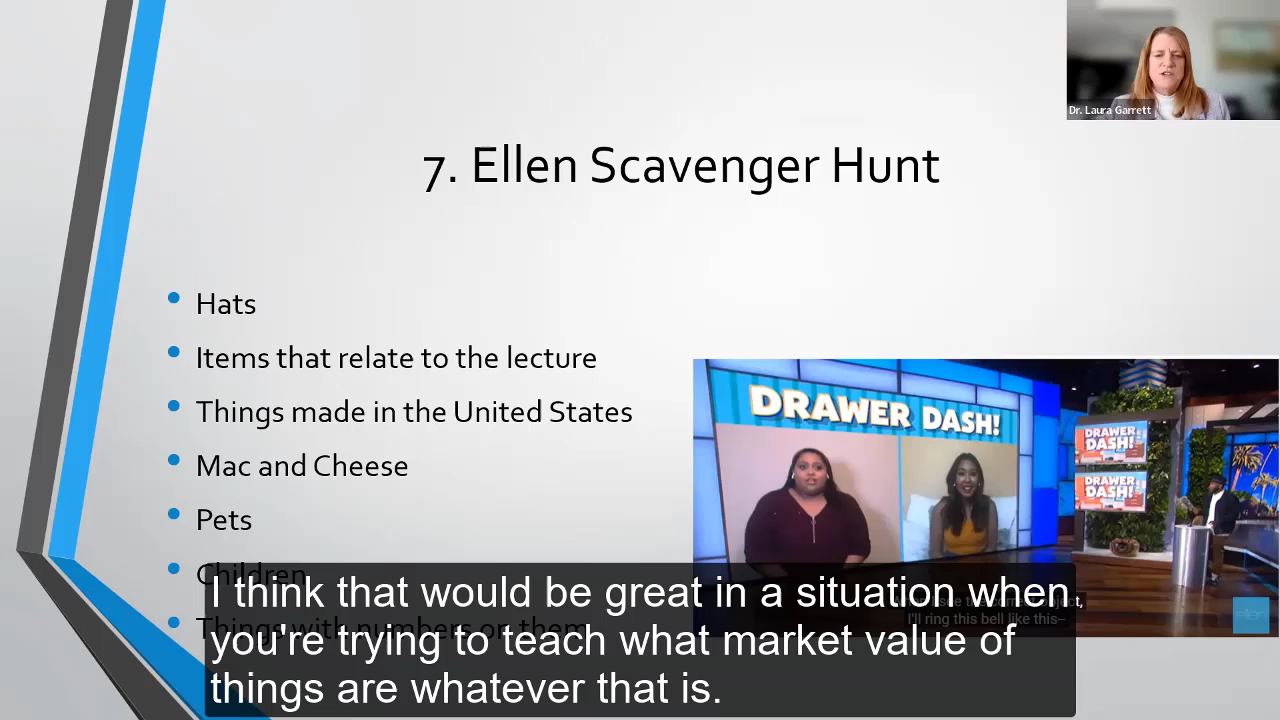 Dr. Laura Garrett
7. Ellen Scavenger Hunt
Hats
Items that relate to the lecture
Things made in the United States
Mac and Cheese
Pets
Children
Things with numbers on them
DRAWER DASH!
DRAWER
DASH!
DRAWER
DASH!
I'll ring this bell like this–
ellen
I think that would be great in a situation when
you're trying to teach what market value of
things are whatever that is.